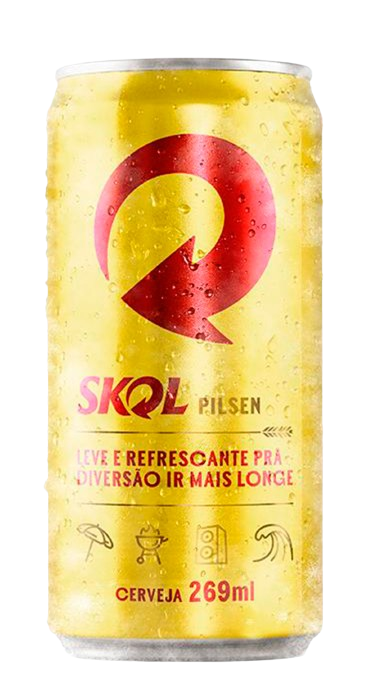 SKOL PILSEN
LEVE E REFRESCANTE PRA
DIVERSÃO IR MAIS LONGE
CERVEJA 269ml